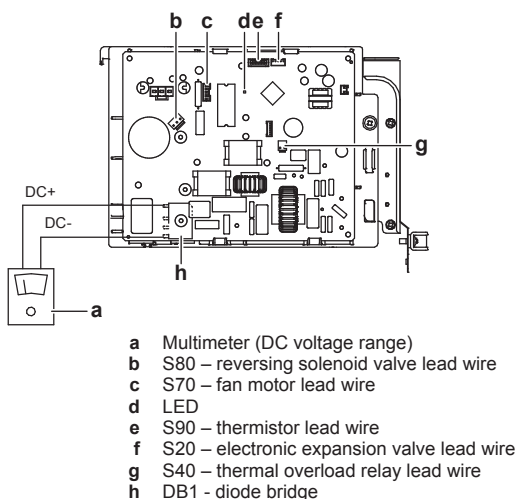 b c de f
g
DC+
DC-
h
a
a Multimeter (DC voltage range)
b S80 – reversing solenoid valve lead wire
c S70 – fan motor lead wire
d LED
e S90 – thermistor lead wire
f S20 – electronic expansion valve lead wire
g S40 – thermal overload relay lead wire
h DB1 - diode bridge